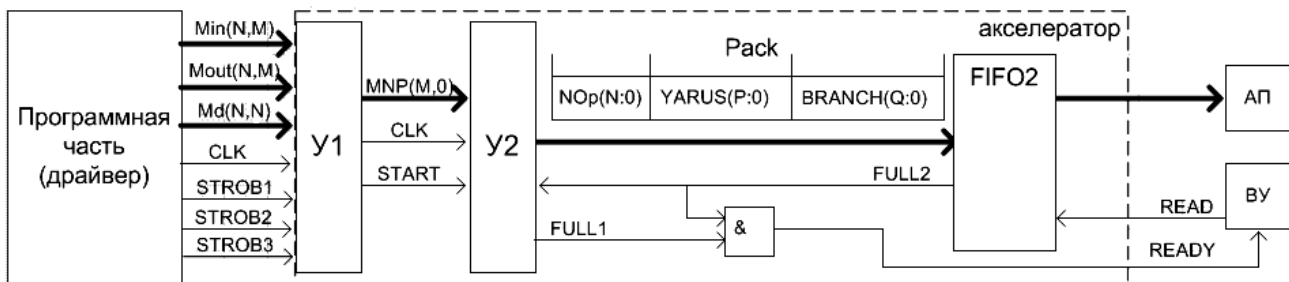 Программная
часть
(драйвер)
Min(N,M)
Mout(N,M)
Md(N,N)
CLK
STROB1
STROB2
STROB3
У1
MNP(M,0)
CLK
START
У2
акселератор
Pack
NOp(N:0) YARUS(P:0) BRANCH(Q:0)
FULL2
FULL1
&
FIFO2
АП
ВУ
READ
READY